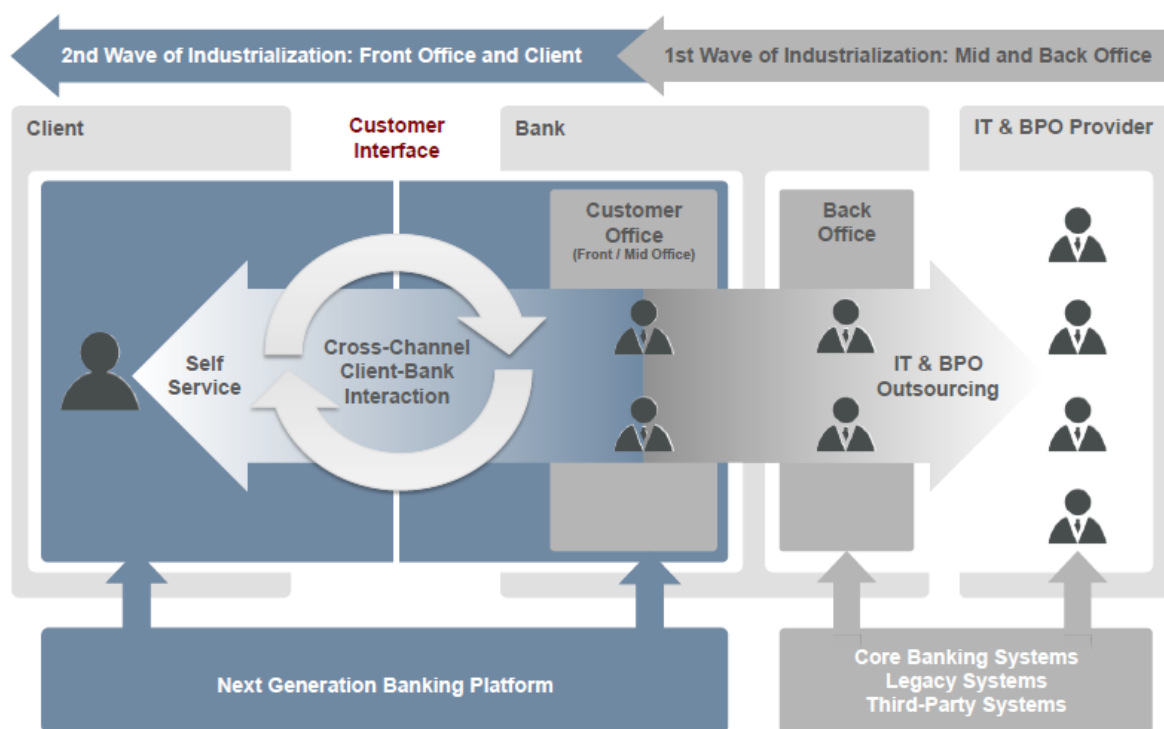 2nd Wave of Industrialization: Front Office and Client
1st Wave of Industrialization: Mid and Back Office
Client
Customer
Interface
Bank
IT & BPO Provider
Customer
Office
(Front / Mid Office)
Back
Office
Self
Service
Cross-Channel
Client-Bank
Interaction
IT & BPO
Outsourcing
Next Generation Banking Platform
Core Banking Systems
Legacy Systems
Third-Party Systems